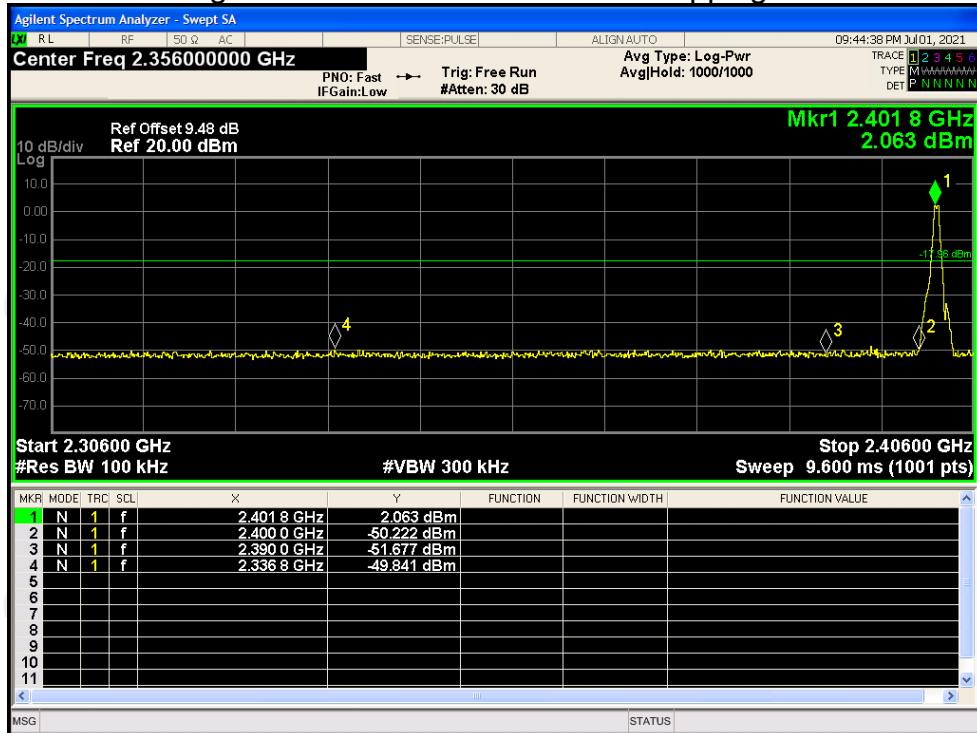 Agilent Spectrum Analyzer - Swept SA
LXI RL RF 50 Ω AC SENSE:PULSE ALIGN AUTO 09:44:38 PM Jul 01, 2021
Center Freq 2.356000000 GHz
PNO: Fast
IFGain:Low
Trig: Free Run
#Atten: 30 dB
Avg Type: Log-Pwr
Avg|Hold: 1000/1000
TRACE 1 2 3 4 5 6
TYPE M
DET P N N N N N
Mkr1 2.401 8 GHz
2.063 dBm
Ref Offset 9.48 dB
10 dB/div Ref 20.00 dBm
Log
10.0
0.00
-10.0
-20.0
-30.0
-40.0
-50.0
-60.0
-70.0
1
-17.96 dBm
4
3
2
Start 2.30600 GHz Stop 2.40600 GHz
#Res BW 100 kHz #VBW 300 kHz Sweep 9.600 ms (1001 pts)
MKR MODE TRC SCL X Y FUNCTION FUNCTION WIDTH FUNCTION VALUE
1 N 1 f 2.401 8 GHz 2.063 dBm
2 N 1 f 2.400 0 GHz -50.222 dBm
3 N 1 f 2.390 0 GHz -51.677 dBm
4 N 1 f 2.336 8 GHz -49.841 dBm
5
6
7
8
9
10
11
MSG STATUS